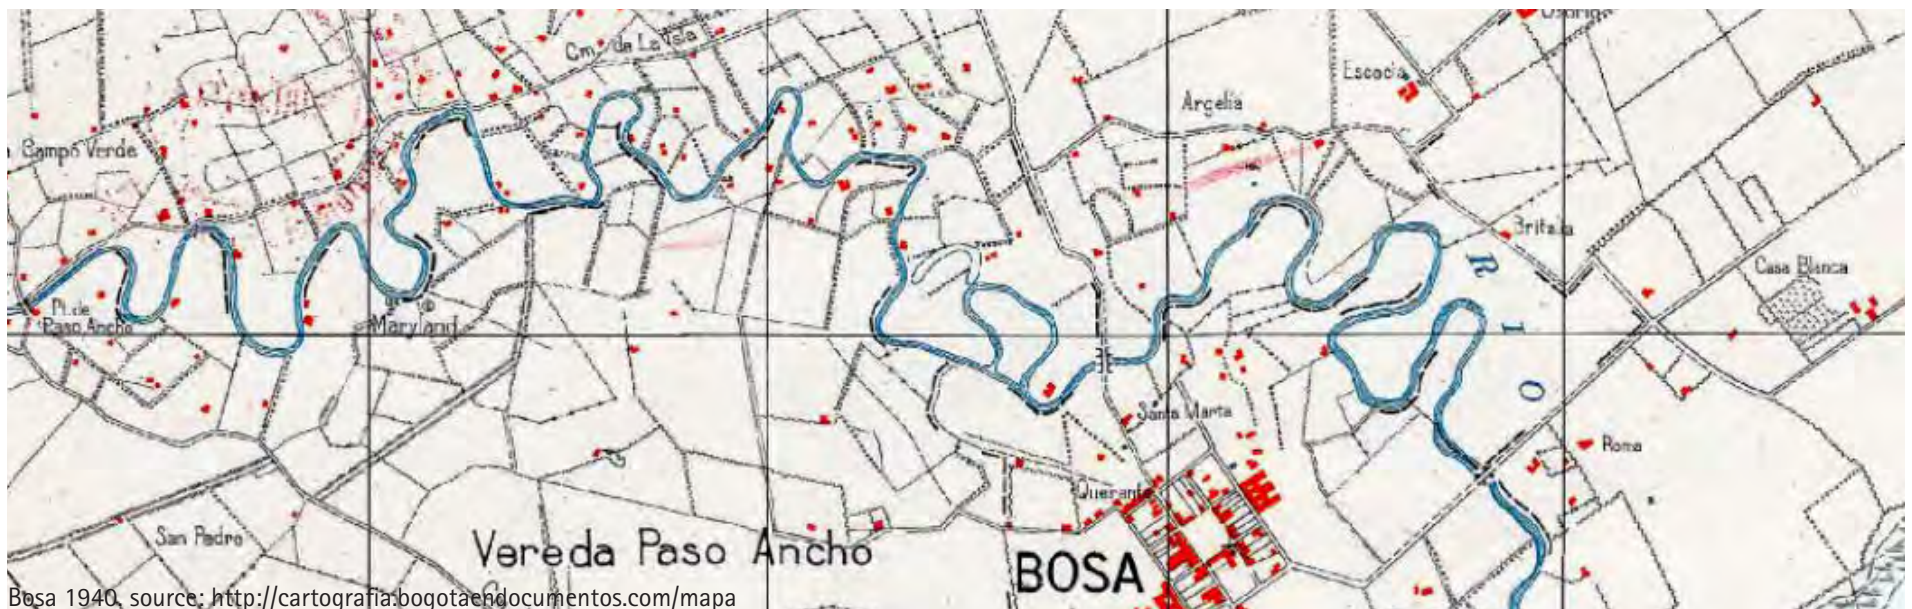 Cm. de La Isla
Escocia
Argelia
Campo Verde
Britalia
R
I
O
Casa Blanca
Pt. de
Paso Ancho
Maryland
Santa Marta
Roma
San Pedro
Vereda Paso Ancho
BOSA
Bosa 1940, source: http://cartografia.bogotaendocumentos.com/mapa